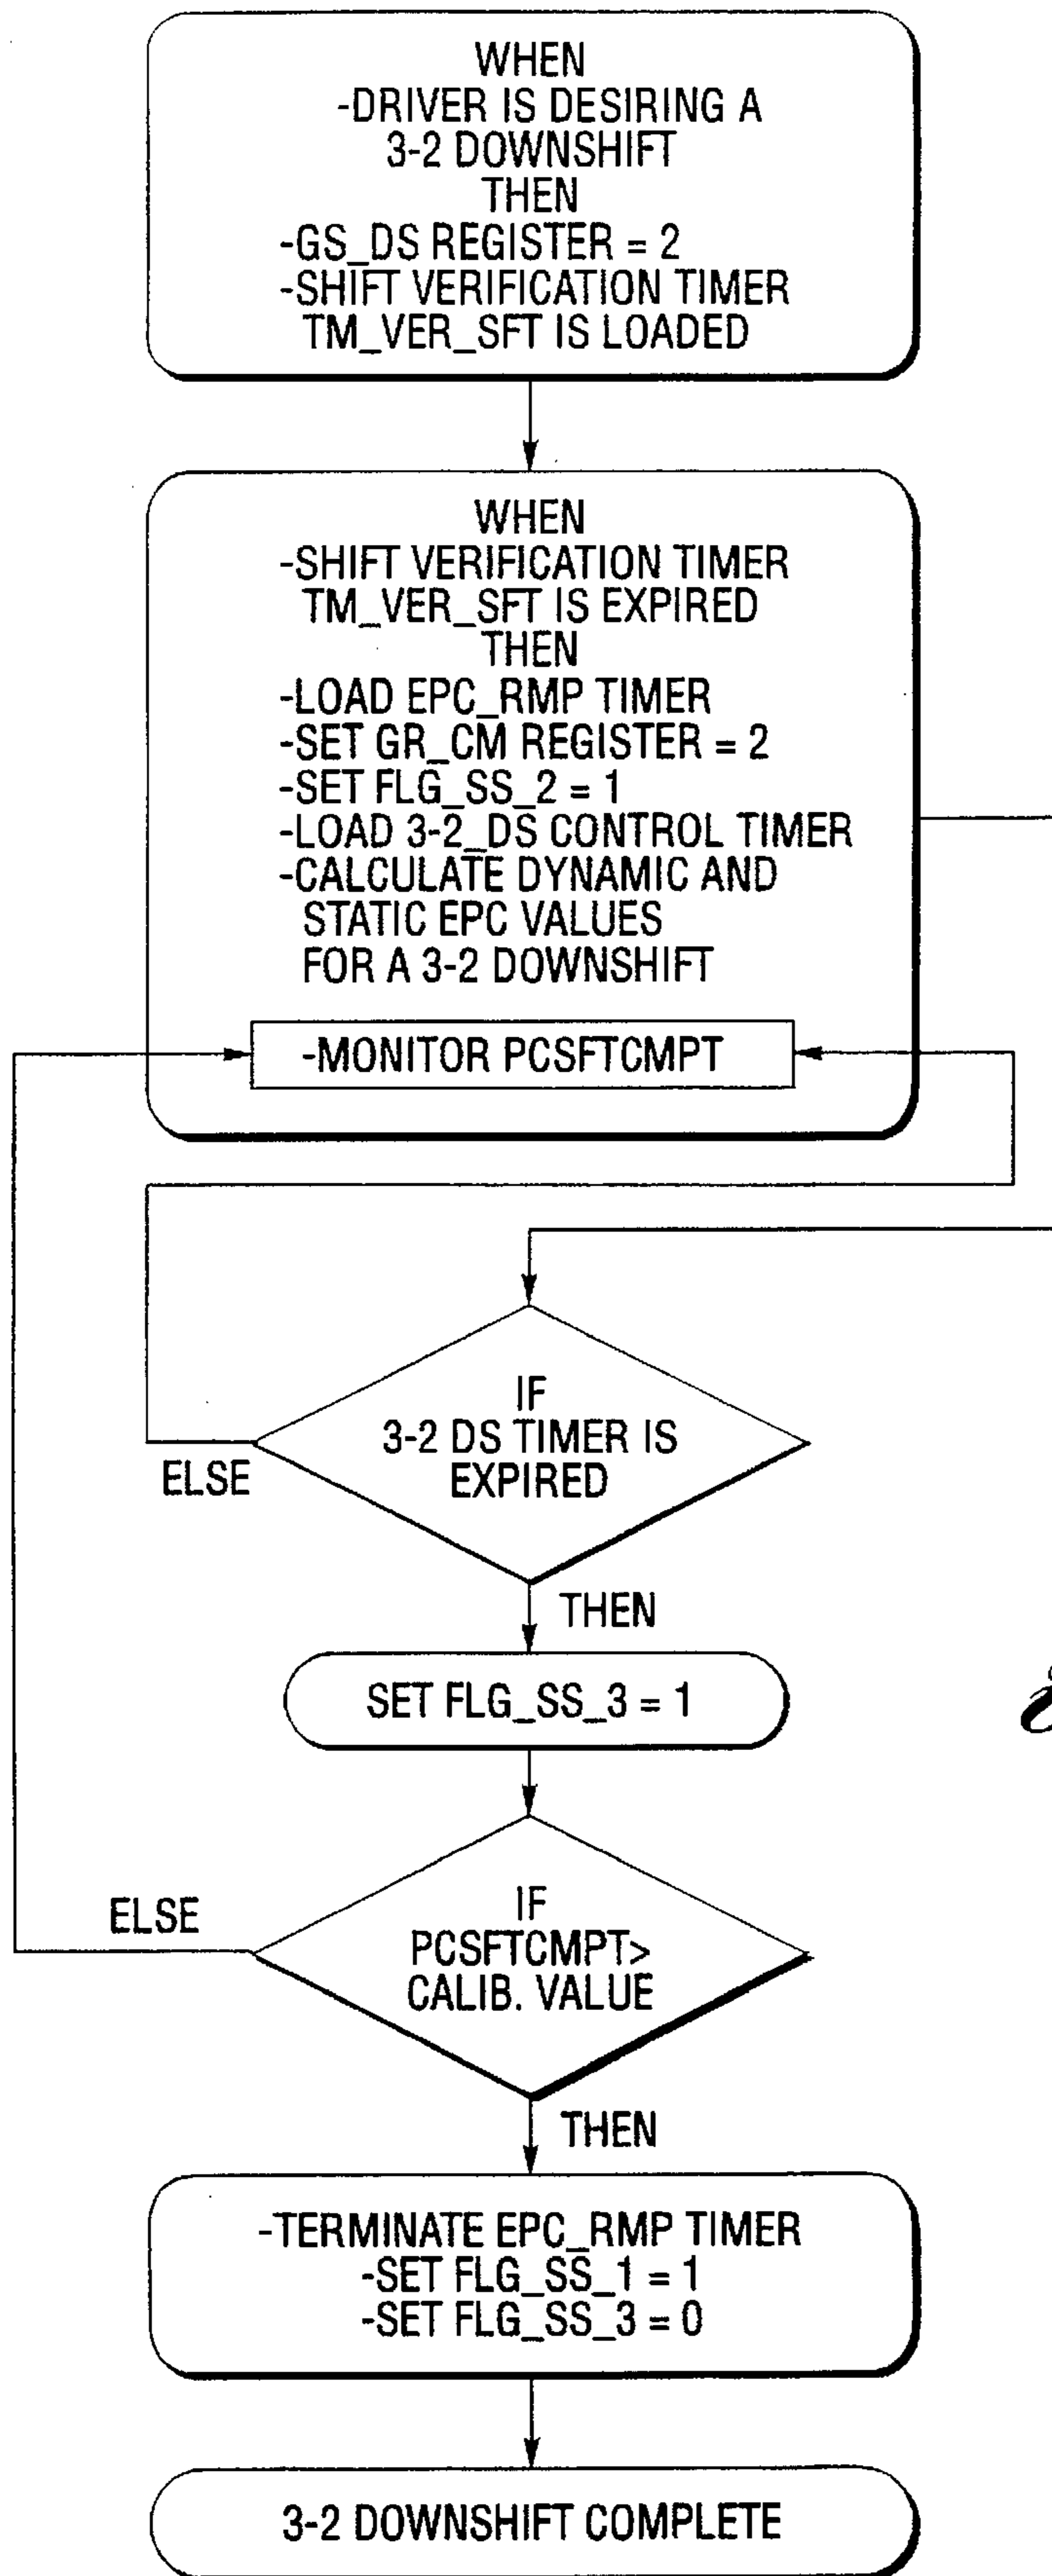 WHEN
-DRIVER IS DESIRING A
3-2 DOWNSHIFT
THEN
-GS_DS REGISTER = 2
-SHIFT VERIFICATION TIMER
TM_VER_SFT IS LOADED
WHEN
-SHIFT VERIFICATION TIMER
TM_VER_SFT IS EXPIRED
THEN
-LOAD EPC_RMP TIMER
-SET GR_CM REGISTER = 2
-SET FLG_SS_2 = 1
-LOAD 3-2_DS CONTROL TIMER
-CALCULATE DYNAMIC AND
STATIC EPC VALUES
FOR A 3-2 DOWNSHIFT
-MONITOR PCSFTCMPT
IF
3-2 DS TIMER IS
EXPIRED
ELSE
THEN
SET FLG_SS_3 = 1
ELSE
IF
PCSFTCMPT>
CALIB. VALUE
THEN
-TERMINATE EPC_RMP TIMER
-SET FLG_SS_1 = 1
-SET FLG_SS_3 = 0
3-2 DOWNSHIFT COMPLETE